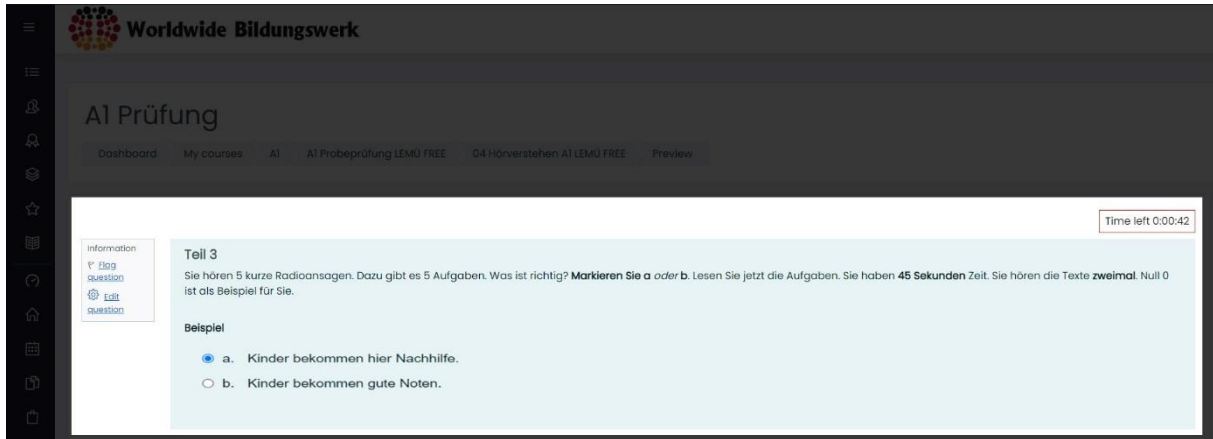 Worldwide Bildungswerk
A1 Prüfung
Dashboard My courses A1 A1 Probeprüfung LEMÜ FREE 04 Hörverstehen A1 LEMÜ FREE Preview
Time left 0:00:42
Information
Flag
question
Edit
question
Teil 3
Sie hören 5 kurze Radioansagen. Dazu gibt es 5 Aufgaben. Was ist richtig? Markieren Sie a oder b. Lesen Sie jetzt die Aufgaben. Sie haben 45 Sekunden Zeit. Sie hören die Texte zweimal. Null 0
ist als Beispiel für Sie.
Beispiel
a. Kinder bekommen hier Nachhilfe.
b. Kinder bekommen gute Noten.